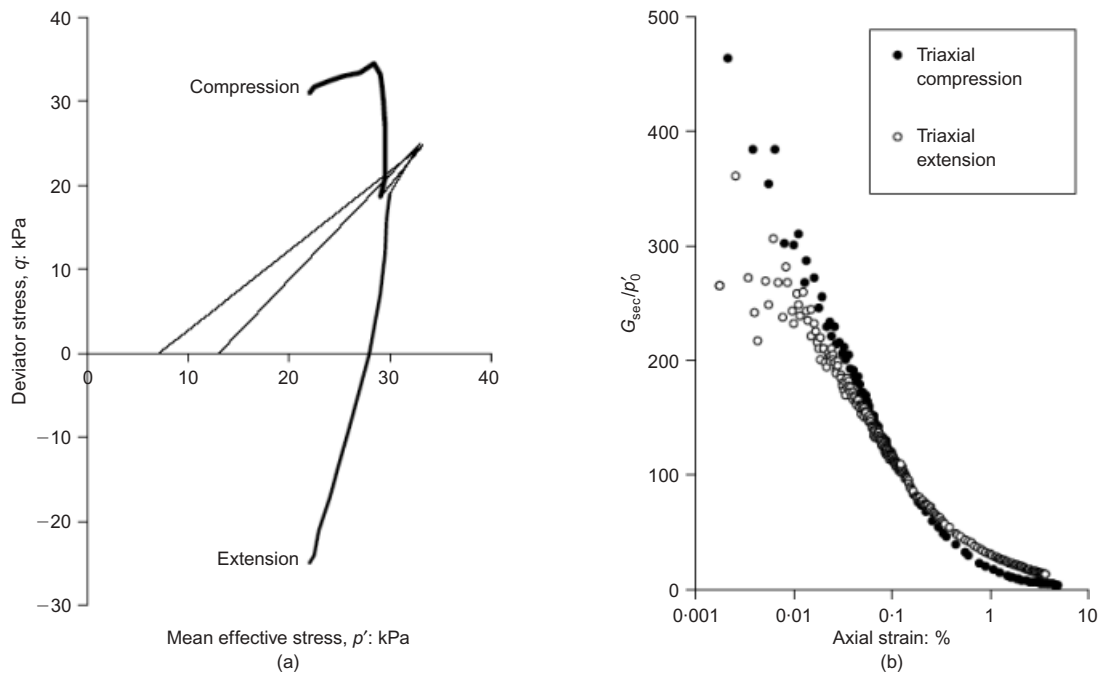 40
30
20
10
0
−10
−20
−30
0
10
20
30
40
Deviator stress, q: kPa
Compression
Extension
Mean effective stress, p′: kPa
(a)
500
400
300
200
100
0
0·001
0·01
0·1
1
10
Gsec/p′0
Triaxial
compression
Triaxial
extension
Axial strain: %
(b)